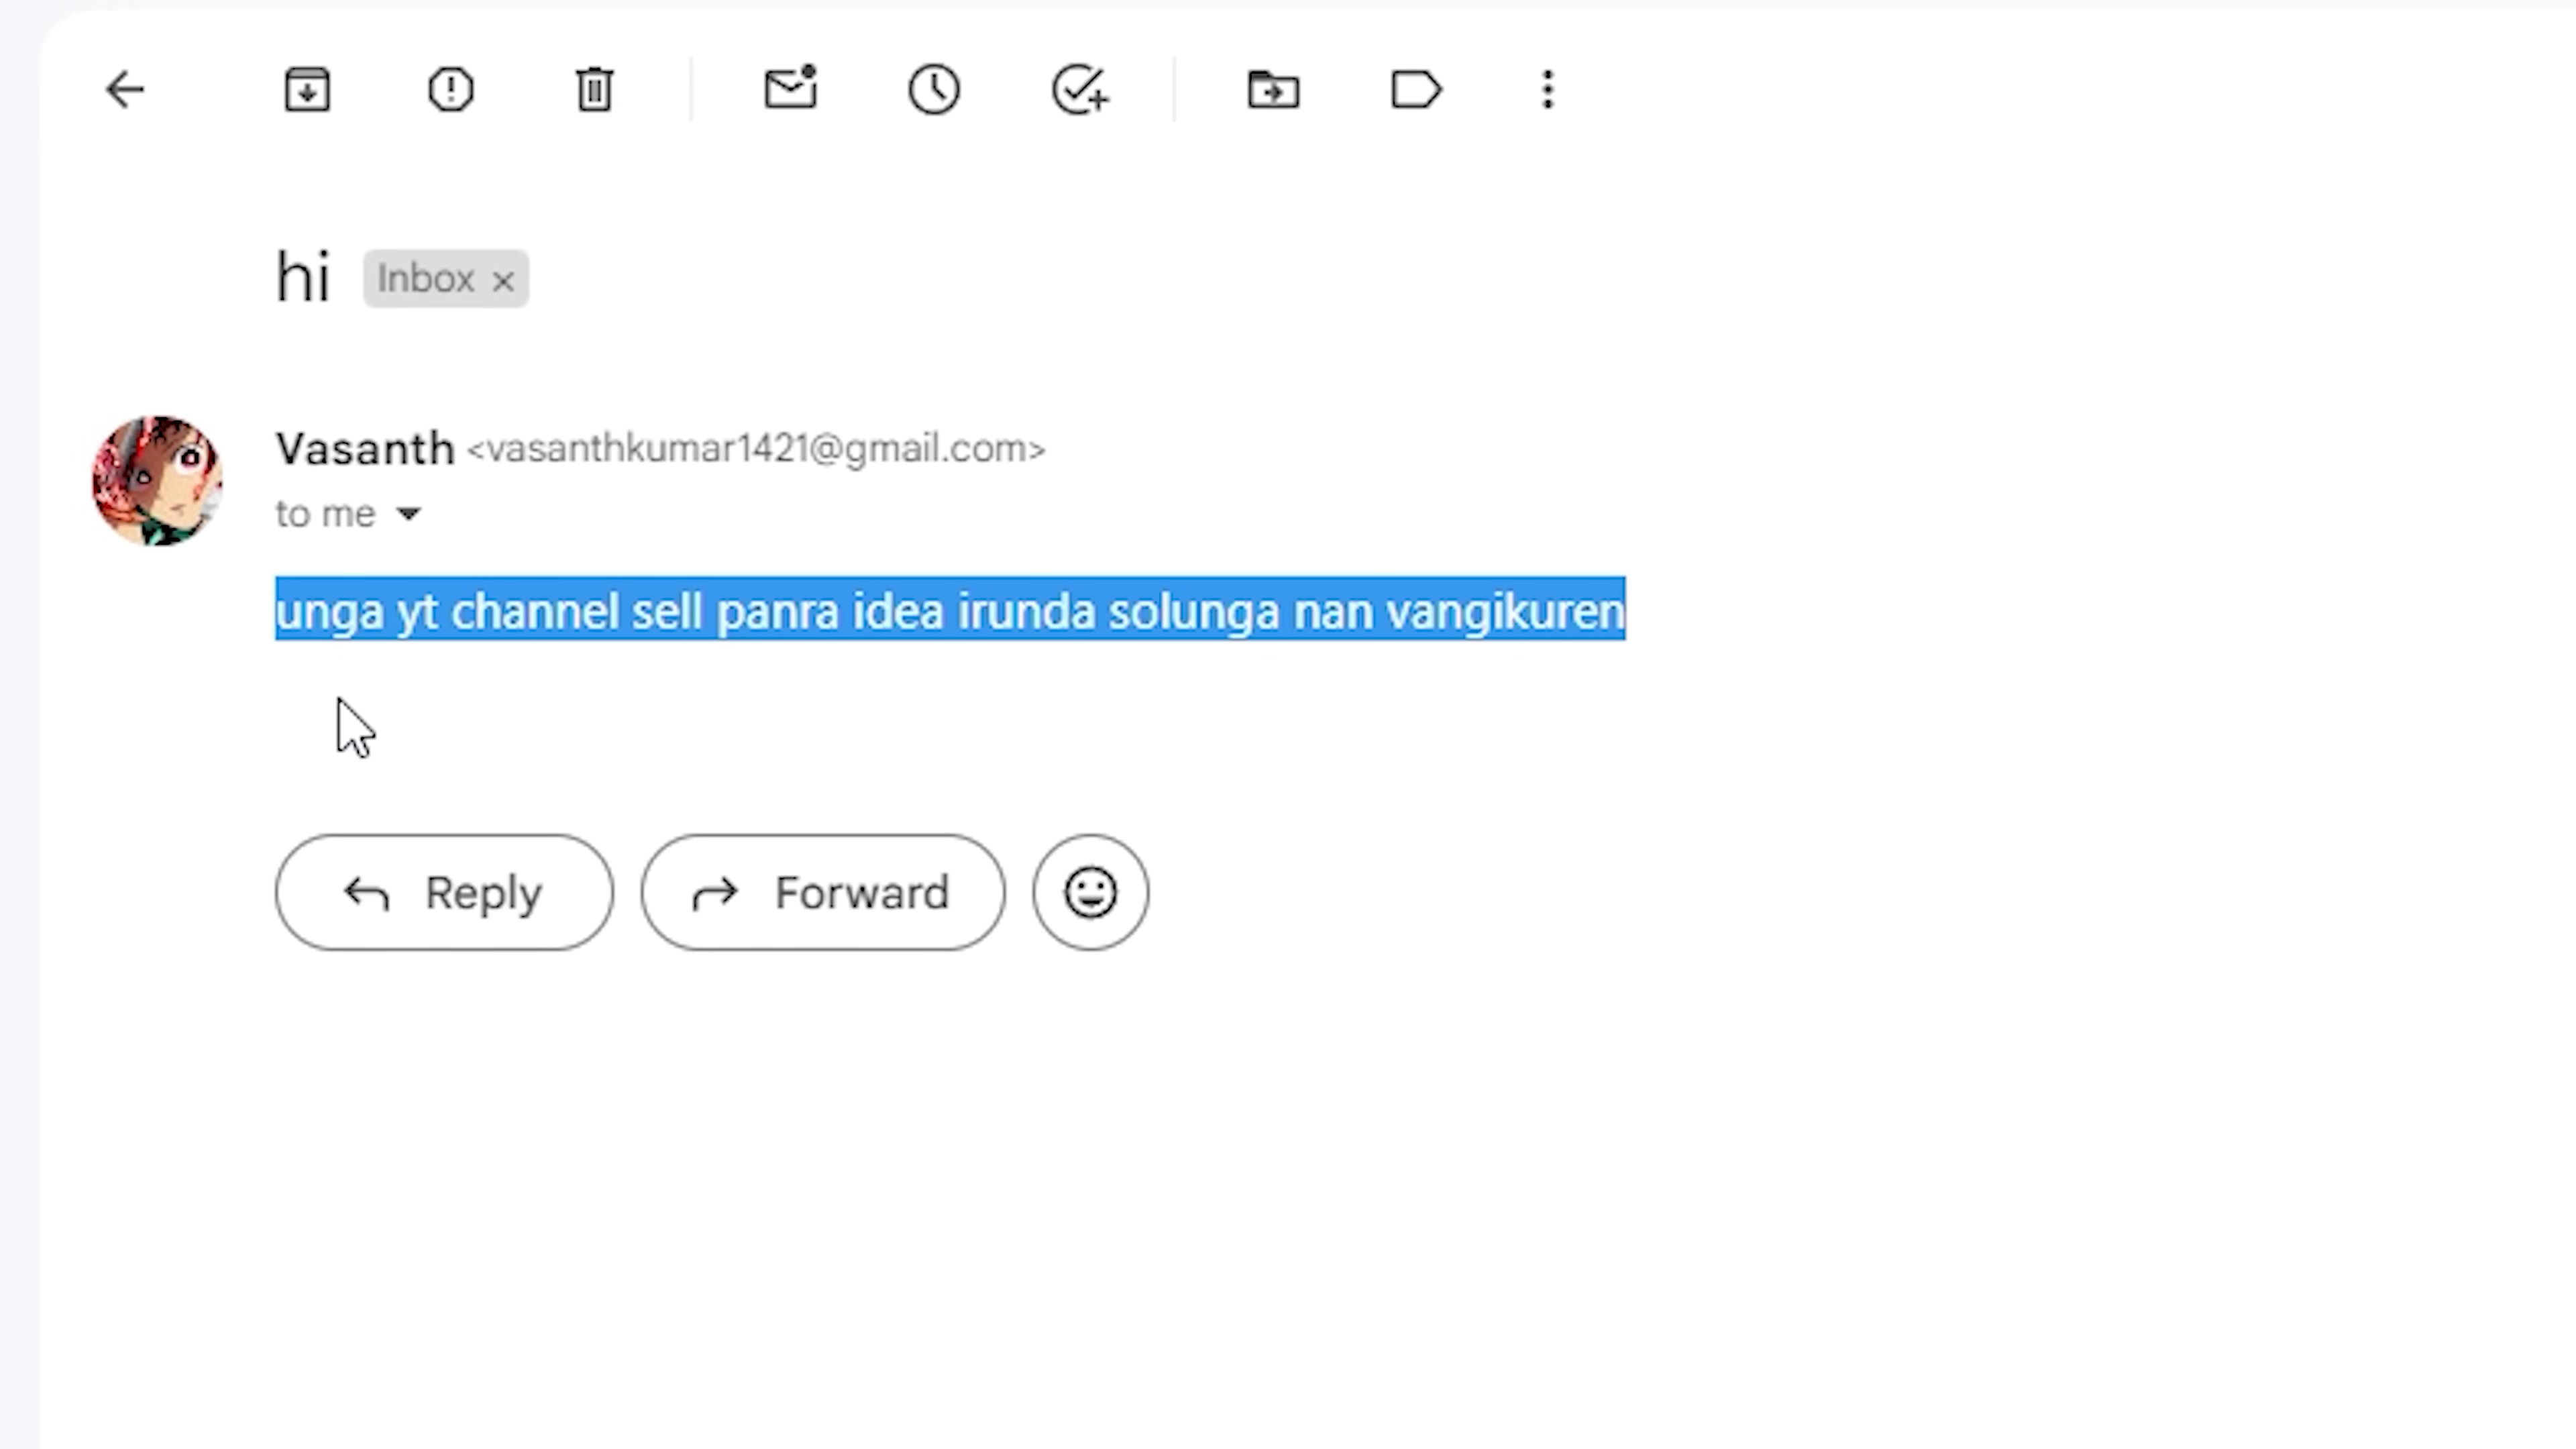 hi Inbox ×
Vasanth <vasanthkumar1421@gmail.com>
to me
unga yt channel sell panra idea irunda solunga nan vangikuren
Reply Forward